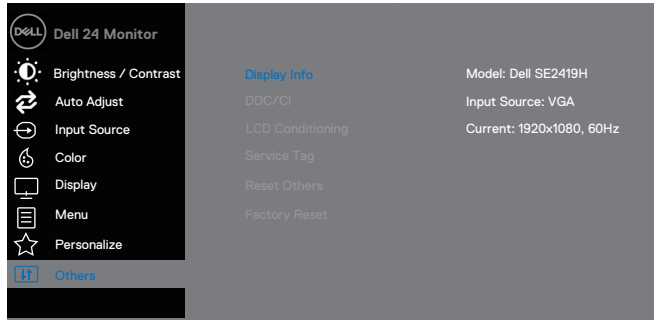 DELL Dell 24 Monitor
Brightness / Contrast
Auto Adjust
Input Source
Color
Display
Menu
Personalize
Others
Display Info
DDC/CI
LCD Conditioning
Service Tag
Reset Others
Factory Reset
Model: Dell SE2419H
Input Source: VGA
Current: 1920x1080, 60Hz